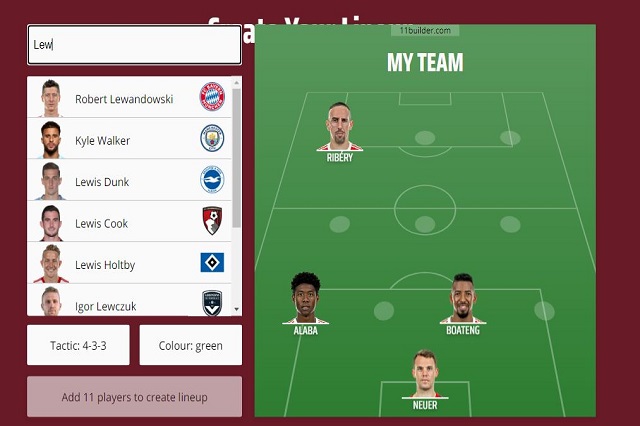 Create Your Lineup
Lew
Robert Lewandowski
Kyle Walker
Lewis Dunk
Lewis Cook
Lewis Holtby
Igor Lewczuk
Tactic: 4-3-3
Colour: green
Add 11 players to create lineup
11builder.com
MY TEAM
RIBÉRY
ALABA
BOATENG
NEUER